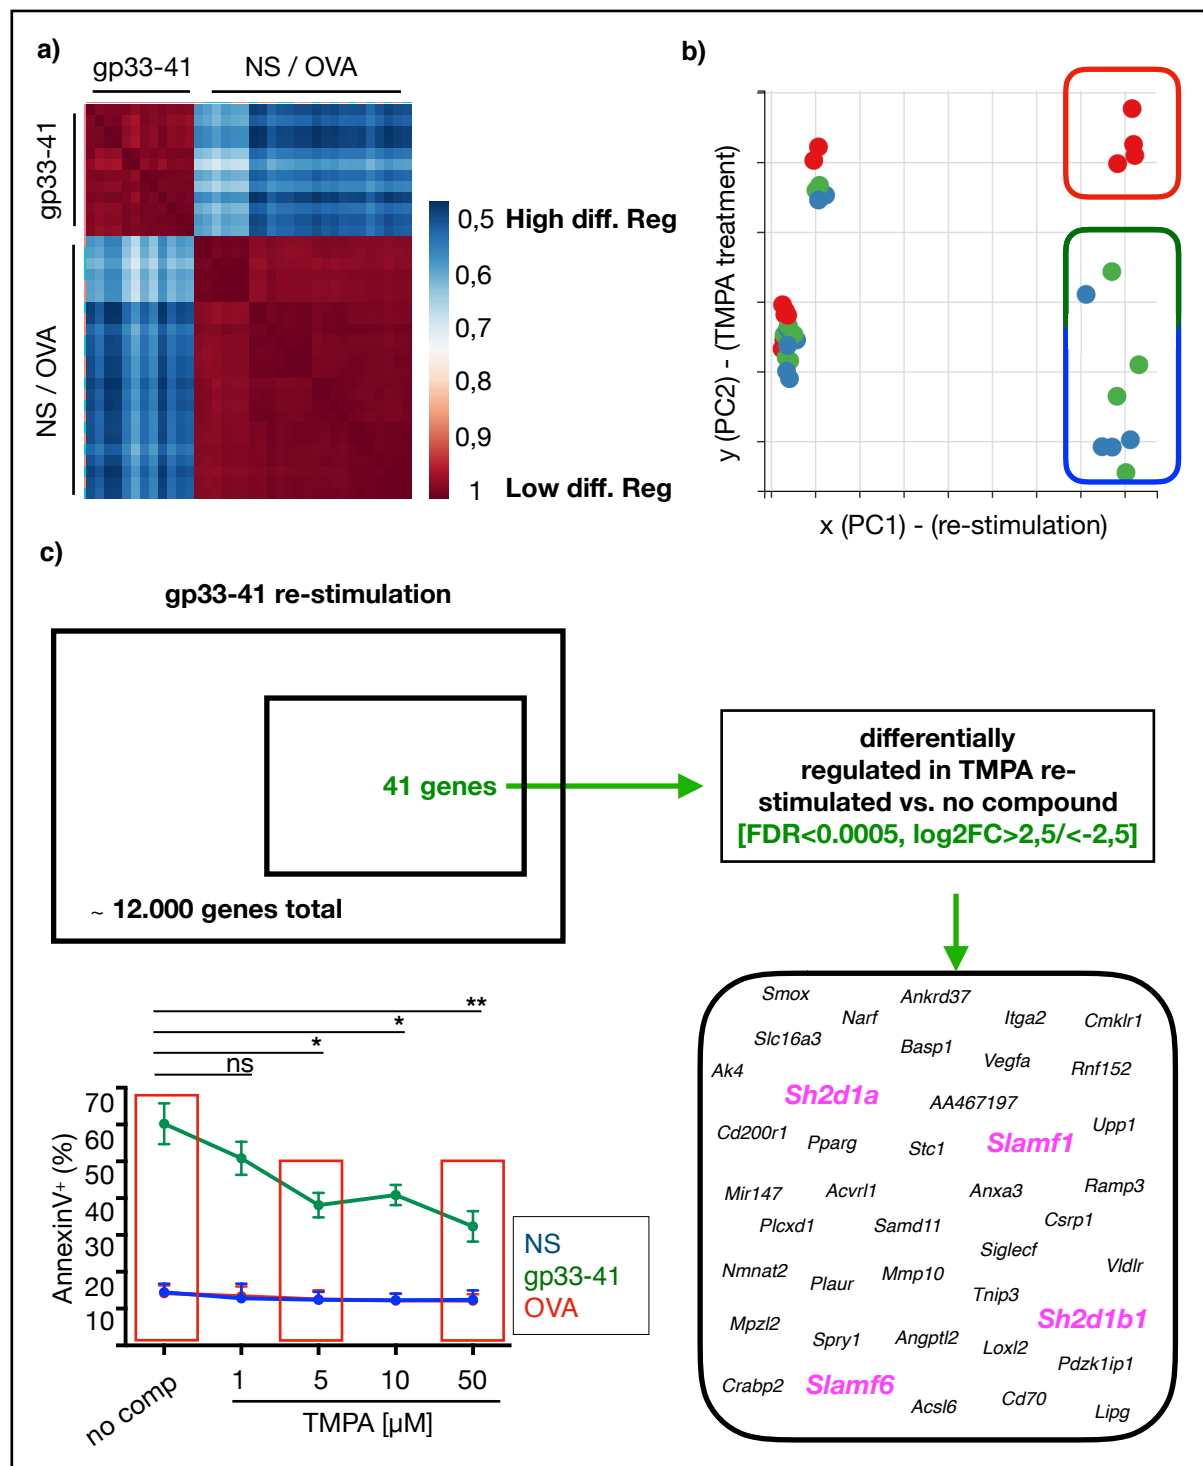 a)
gp33-41
NS / OVA
gp33-41
NS / OVA
0,5 High diff. Reg
0,6
0,7
0,8
0,9
1 Low diff. Reg
b)
y (PC2) - (TMPA treatment)
x (PC1) - (re-stimulation)
c)
gp33-41 re-stimulation
41 genes
~ 12.000 genes total
differentially
regulated in TMPA re-
stimulated vs. no compound
[FDR<0.0005, log2FC>2,5/<-2,5]
**
*
*
ns
AnnexinV+ (%)
70
60
50
40
30
20
10
no comp
1
5
10
50
TMPA [µM]
NS
gp33-41
OVA
Smox
Ankrd37
Narf
Itga2
Cmklr1
Slc16a3
Basp1
Vegfa
Rnf152
Ak4
Sh2d1a
AA467197
Upp1
Cd200r1
Pparg
Stc1
Slamf1
Mir147
Acvrl1
Anxa3
Ramp3
Plcxd1
Samd11
Csrp1
Siglecf
Vldlr
Nmnat2
Plaur
Mmp10
Tnip3
Mpzl2
Spry1
Angptl2
Loxl2
Sh2d1b1
Pdzk1ip1
Crabp2
Slamf6
Acsl6
Cd70
Lipg